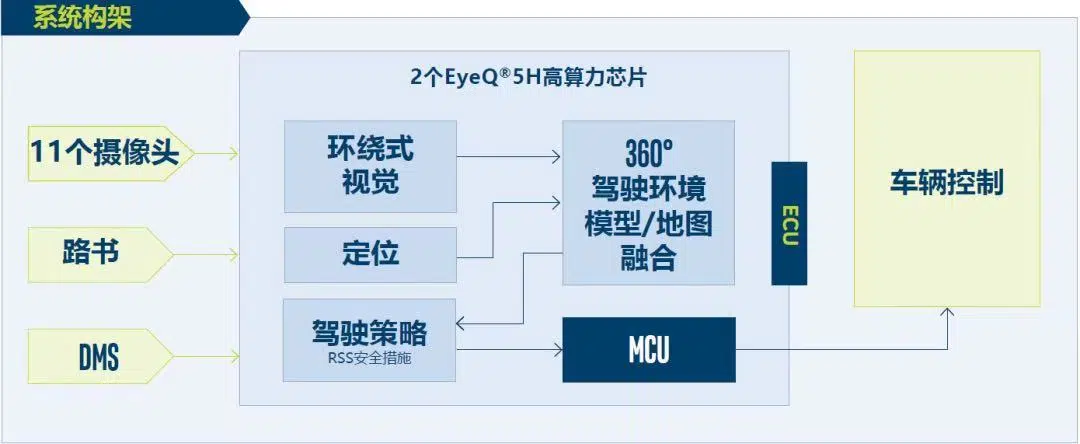 系统构架
2个EyeQ®5H高算力芯片
11个摄像头
路书
DMS
环绕式
视觉
定位
驾驶策略
RSS安全措施
360°
驾驶环境
模型/地图
融合
MCU
ECU
车辆控制